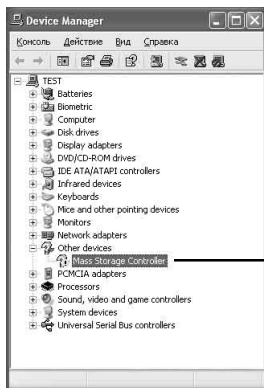 Device Manager
Консоль Действие Вид Справка
TEST
Batteries
Biometric
Computer
Disk drives
Display adapters
DVD/CD-ROM drives
IDE ATA/ATAPI controllers
Infrared devices
Keyboards
Mice and other pointing devices
Monitors
Network adapters
Other devices
Mass Storage Controller
PCMCIA adapters
Processors
Sound, video and game controllers
System devices
Universal Serial Bus controllers